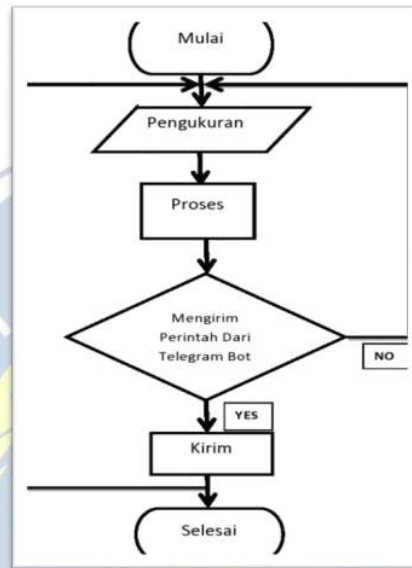 Mulai
Pengukuran
Proses
Mengirim
Perintah Dari
Telegram Bot
NO
YES
Kirim
Selesai